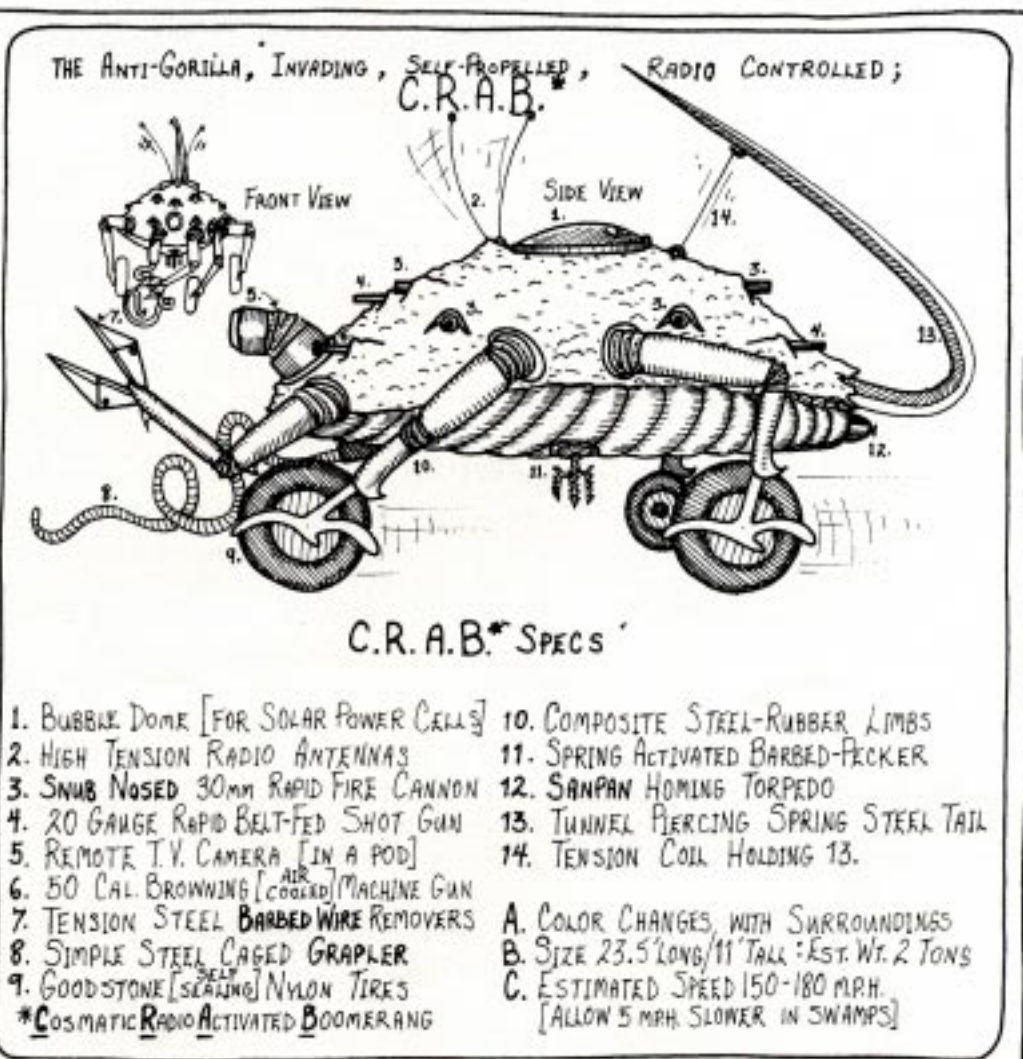 THE ANTI-GORILLA, INVADING, SELF-PROPELLED, RADIO CONTROLLED;
C.R.A.B.*
FRONT VIEW
SIDE VIEW
1.
2.
14.
3.
3.
4.
5.
3.
3.
4.
7.
13.
12.
10.
11.
8.
9.
C.R.A.B.* SPECS
1. BUBBLE DOME [FOR SOLAR POWER CELLS]
2. HIGH TENSION RADIO ANTENNAS
3. SNUB NOSED 30MM RAPID FIRE CANNON
4. 20 GAUGE RAPID BELT-FED SHOT GUN
5. REMOTE T.V. CAMERA [IN A POD]
6. 50 CAL. BROWNING [AIR COOLED] MACHINE GUN
7. TENSION STEEL BARBED WIRE REMOVERS
8. SIMPLE STEEL CAGED GRAPLER
9. GOODSTONE [SELF SEALING] NYLON TIRES
*COSMATIC RADIO ACTIVATED BOOMERANG
10. COMPOSITE STEEL-RUBBER LIMBS
11. SPRING ACTIVATED BARBED-PECKER
12. SANPAN HOMING TORPEDO
13. TUNNEL PIERCING SPRING STEEL TAIL
14. TENSION COIL HOLDING 13.
A. COLOR CHANGES WITH SURROUNDINGS
B. SIZE 23.5' LONG/11' TALL : EST. WT. 2 TONS
C. ESTIMATED SPEED 150-180 M.P.H.
[ALLOW 5 M.P.H. SLOWER IN SWAMPS]